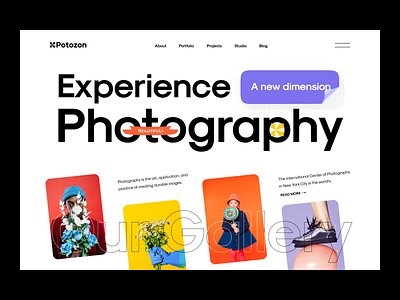 Potozon
About Portfolio Projects Studio Blog
Experience
A new dimension
Photography
BEAUTIFULL
Photography is the art, application, and
practice of creating durable images.
The International Center of Photography
in New York City is the world's.
READ MORE →
Our Gallery